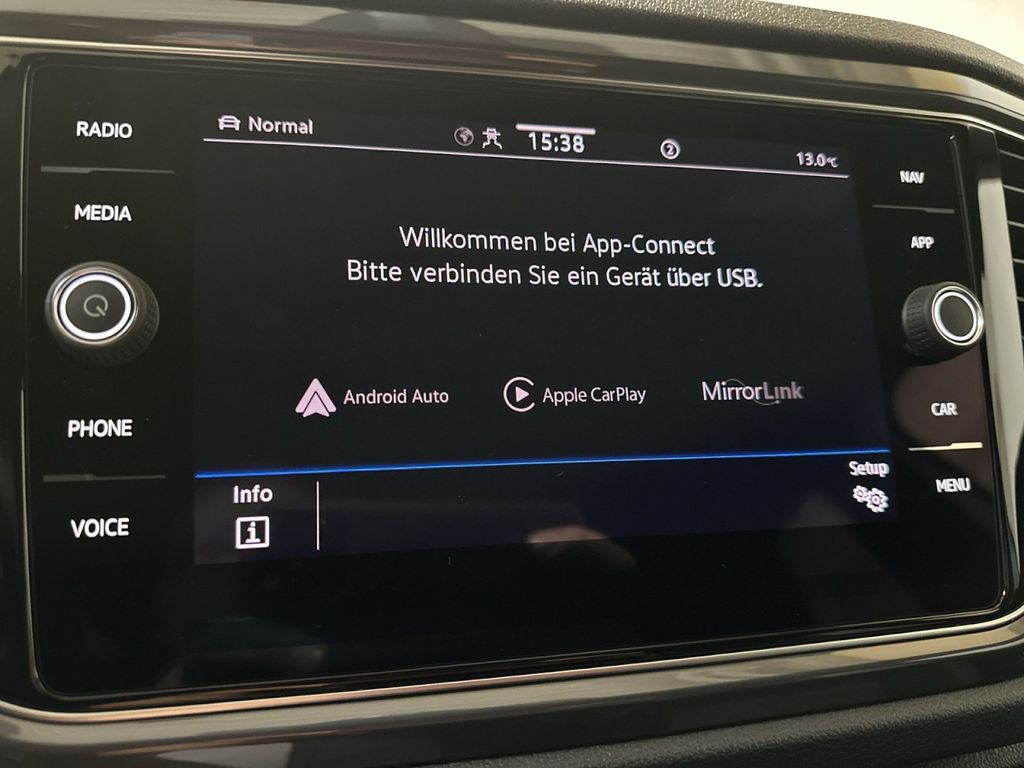 RADIO
MEDIA
PHONE
VOICE
Normal
15:38
2
13.0°C
Willkommen bei App-Connect
Bitte verbinden Sie ein Gerät über USB.
Android Auto
Apple CarPlay
MirrorLink
Info
i
Setup
NAV
APP
CAR
MENU